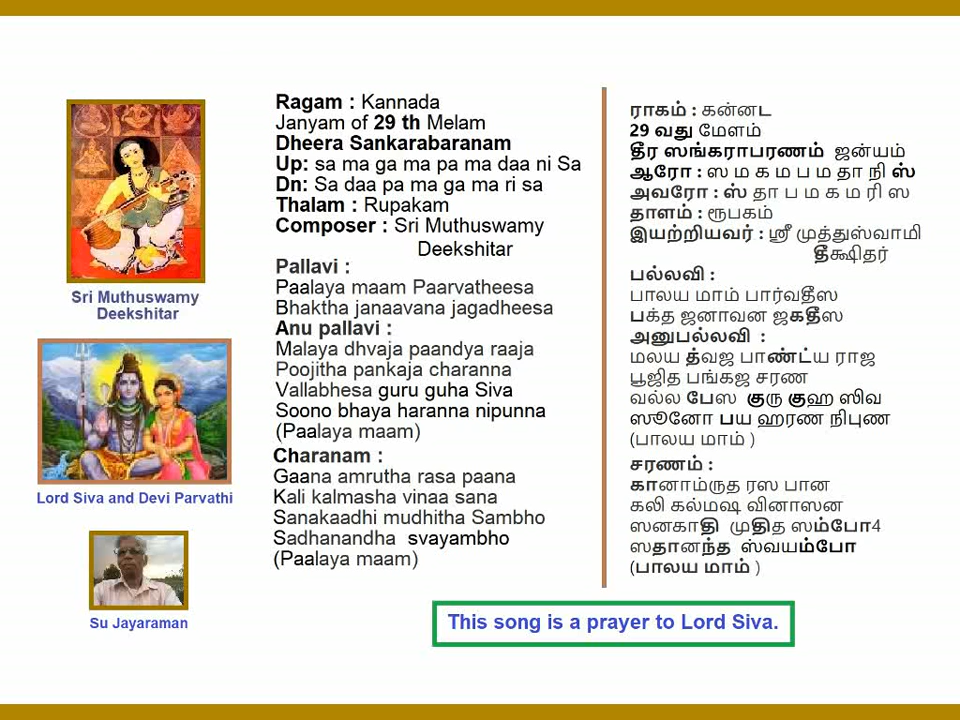 Sri Muthuswamy
Deekshitar
Lord Siva and Devi Parvathi
Su Jayaraman
Ragam : Kannada
Janyam of 29 th Melam
Dheera Sankarabaranam
Up: sa ma ga ma pa ma daa ni Sa
Dn: Sa daa pa ma ga ma ri sa
Thalam : Rupakam
Composer : Sri Muthuswamy
Deekshitar
Pallavi :
Paalaya maam Paarvatheesa
Bhaktha janaavana jagadheesa
Anu pallavi :
Malaya dhvaja paandya raaja
Poojitha pankaja charanna
Vallabhesa guru guha Siva
Soono bhaya haranna nipunna
(Paalaya maam)
Charanam :
Gaana amrutha rasa paana
Kali kalmasha vinaa sana
Sanakaadhi mudhitha Sambho
Sadhanandha svayambho
(Paalaya maam)
ராகம் : கன்னட
29 வது மேளம்
தீர ஸங்கராபரணம் ஜன்யம்
ஆரோ : ஸ ம க ம ப ம தா நி ஸ்
அவரோ : ஸ் தா ப ம க ம ரி ஸ
தாளம் : ரூபகம்
இயற்றியவர் : ஸ்ரீ முத்துஸ்வாமி
தீக்ஷிதர்
பல்லவி :
பாலய மாம் பார்வதீஸ
பக்த ஜனாவன ஜகதீஸ
அனுபல்லவி :
மலய த்வஜ பாண்ட்ய ராஜ
பூஜித பங்கஜ சரண
வல்ல பேஸ குரு குஹ ஸிவ
ஸூனோ பய ஹரண நிபுண
(பாலய மாம் )
சரணம் :
கானாம்ருத ரஸ பான
கலி கல்மஷ வினாஸன
ஸனகாதி முதித ஸம்போ4
ஸதானந்த ஸ்வயம்போ
(பாலய மாம் )
This song is a prayer to Lord Siva.